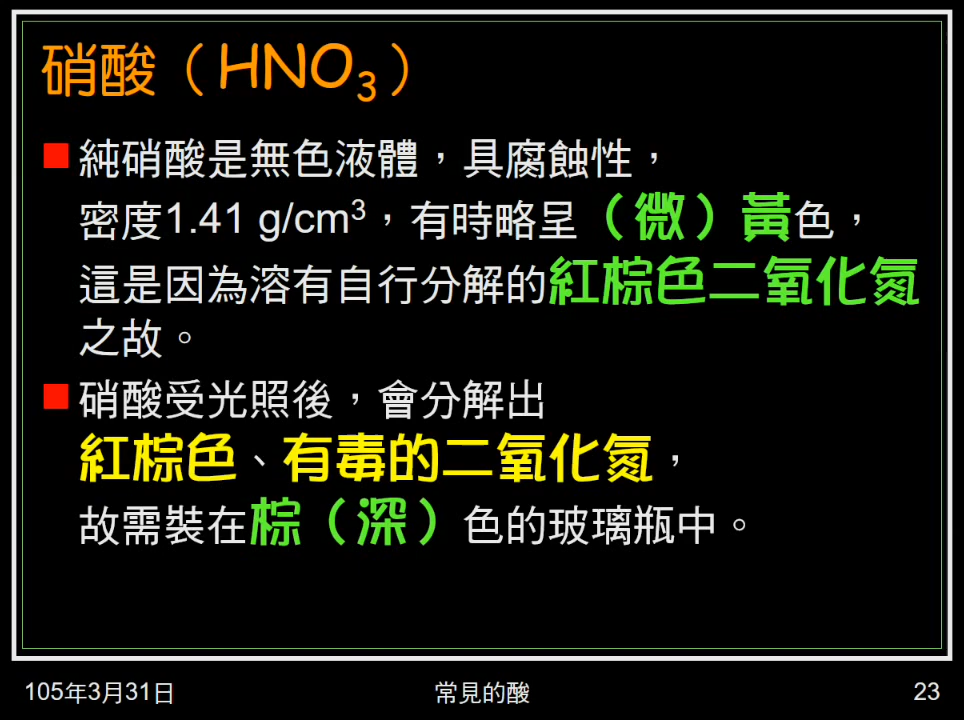 硝酸（HNO₃）
純硝酸是無色液體，具腐蝕性，
密度1.41 g/cm³，有時略呈（微）黃色，
這是因為溶有自行分解的紅棕色二氧化氮
之故。
硝酸受光照後，會分解出
紅棕色、有毒的二氧化氮，
故需裝在棕（深）色的玻璃瓶中。
105年3月31日
常見的酸
23